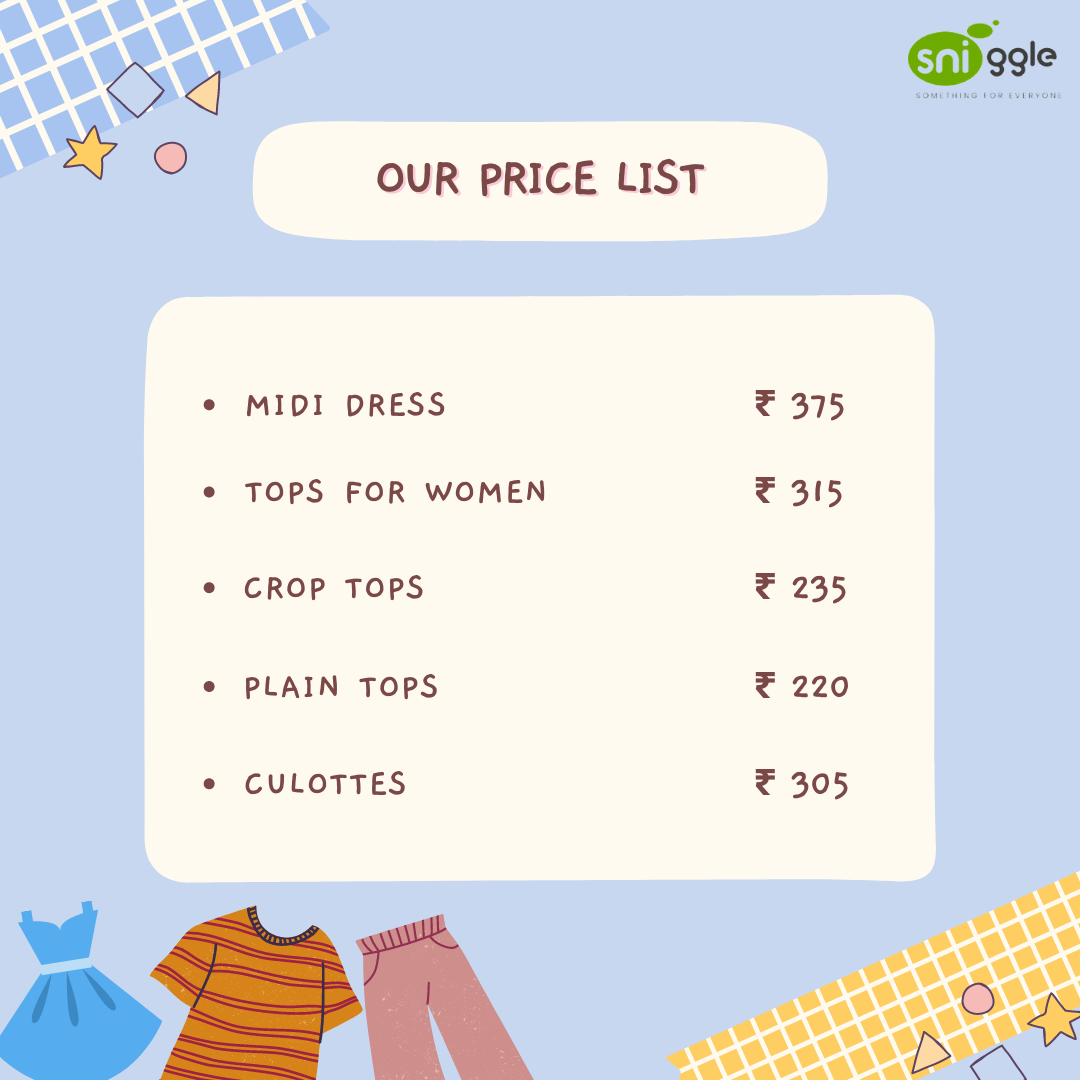 sniggle
SOMETHING FOR EVERYONE
OUR PRICE LIST
• MIDI DRESS ₹ 375
• TOPS FOR WOMEN ₹ 315
• CROP TOPS ₹ 235
• PLAIN TOPS ₹ 220
• CULOTTES ₹ 305